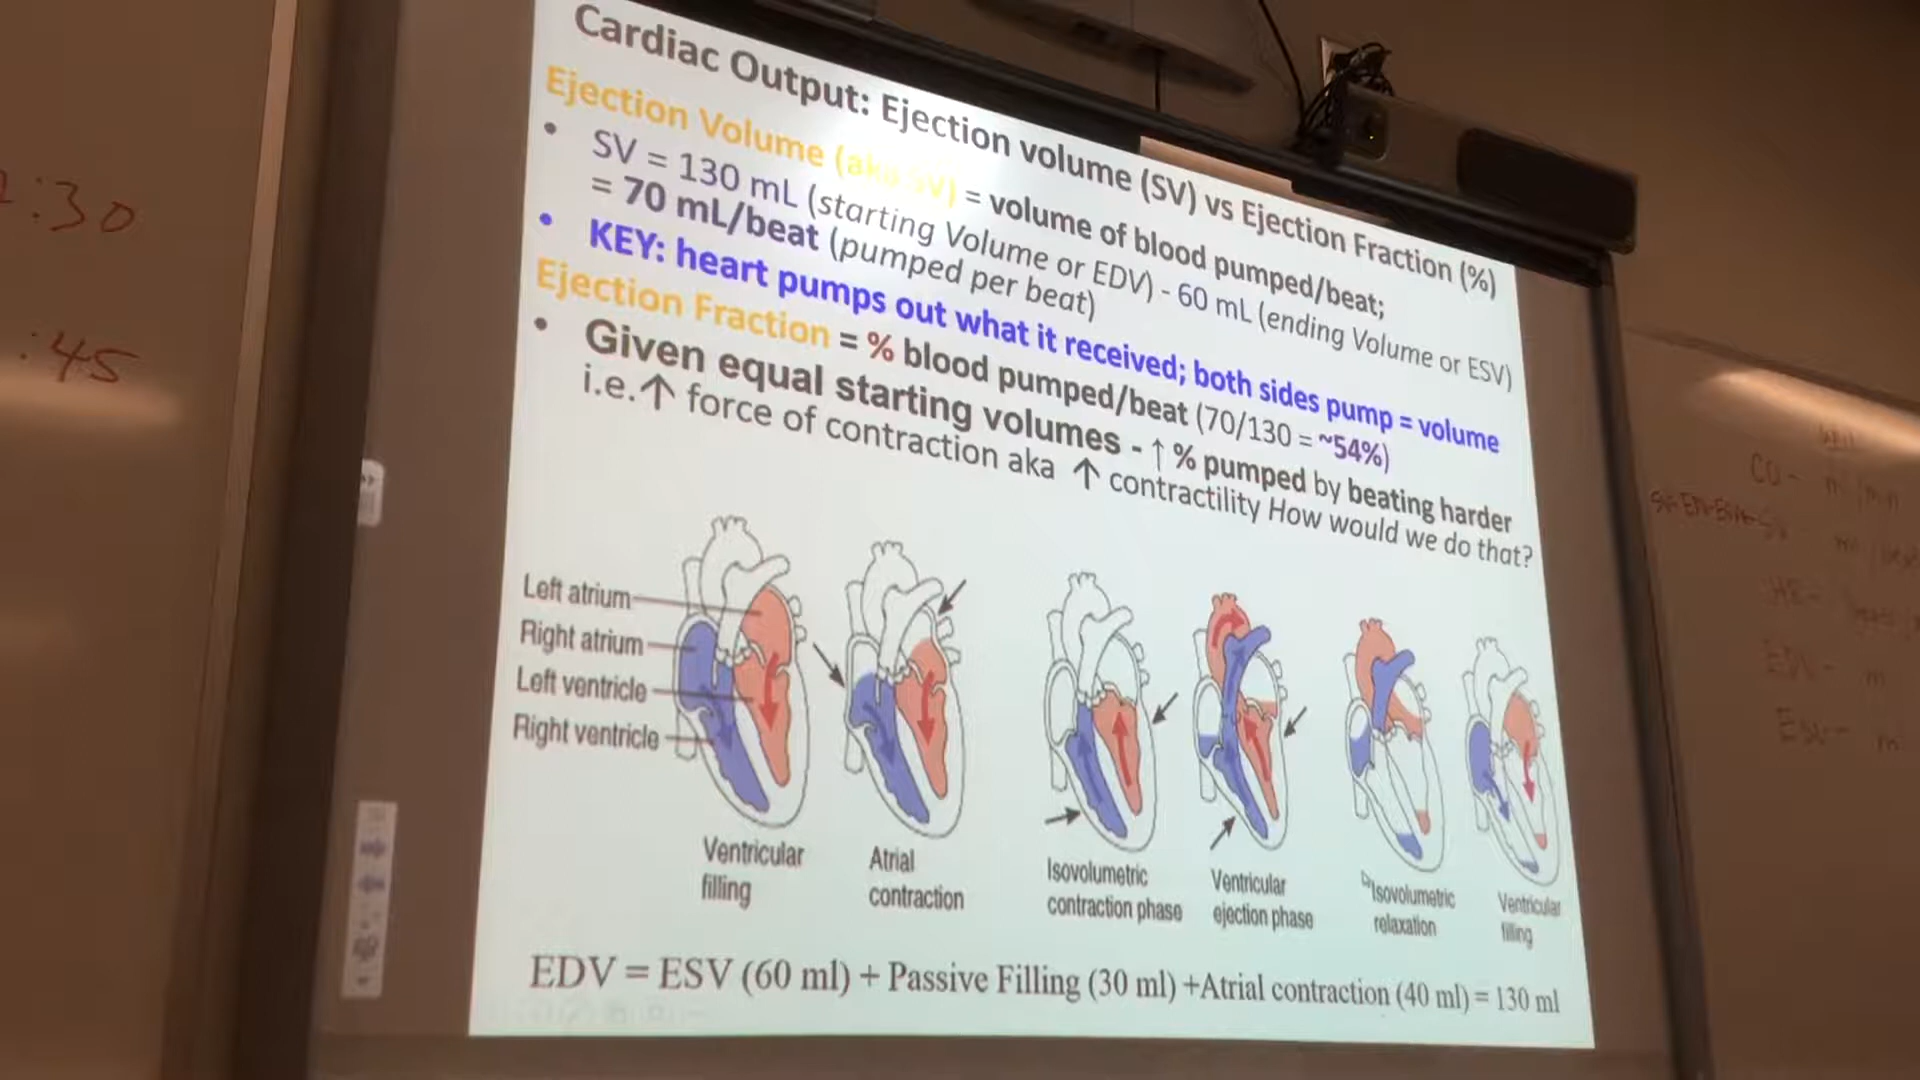 Cardiac Output: Ejection volume (SV) vs Ejection Fraction (%)
Ejection Volume (aka SV) = volume of blood pumped/beat;
• SV = 130 mL (starting Volume or EDV) - 60 mL (ending Volume or ESV)
= 70 mL/beat (pumped per beat)
• KEY: heart pumps out what it received; both sides pump = volume
Ejection Fraction = % blood pumped/beat (70/130 = ~54%)
• Given equal starting volumes - ↑ % pumped by beating harder
i.e.↑ force of contraction aka ↑ contractility How would we do that?
Left atrium
Right atrium
Left ventricle
Right ventricle
Ventricular
filling
Atrial
contraction
Isovolumetric
contraction phase
Ventricular
ejection phase
Isovolumetric
relaxation
Ventricular
filling
EDV = ESV (60 ml) + Passive Filling (30 ml) +Atrial contraction (40 ml) = 130 ml
:30
:45
CO -
HR -
EDV -
ESV -